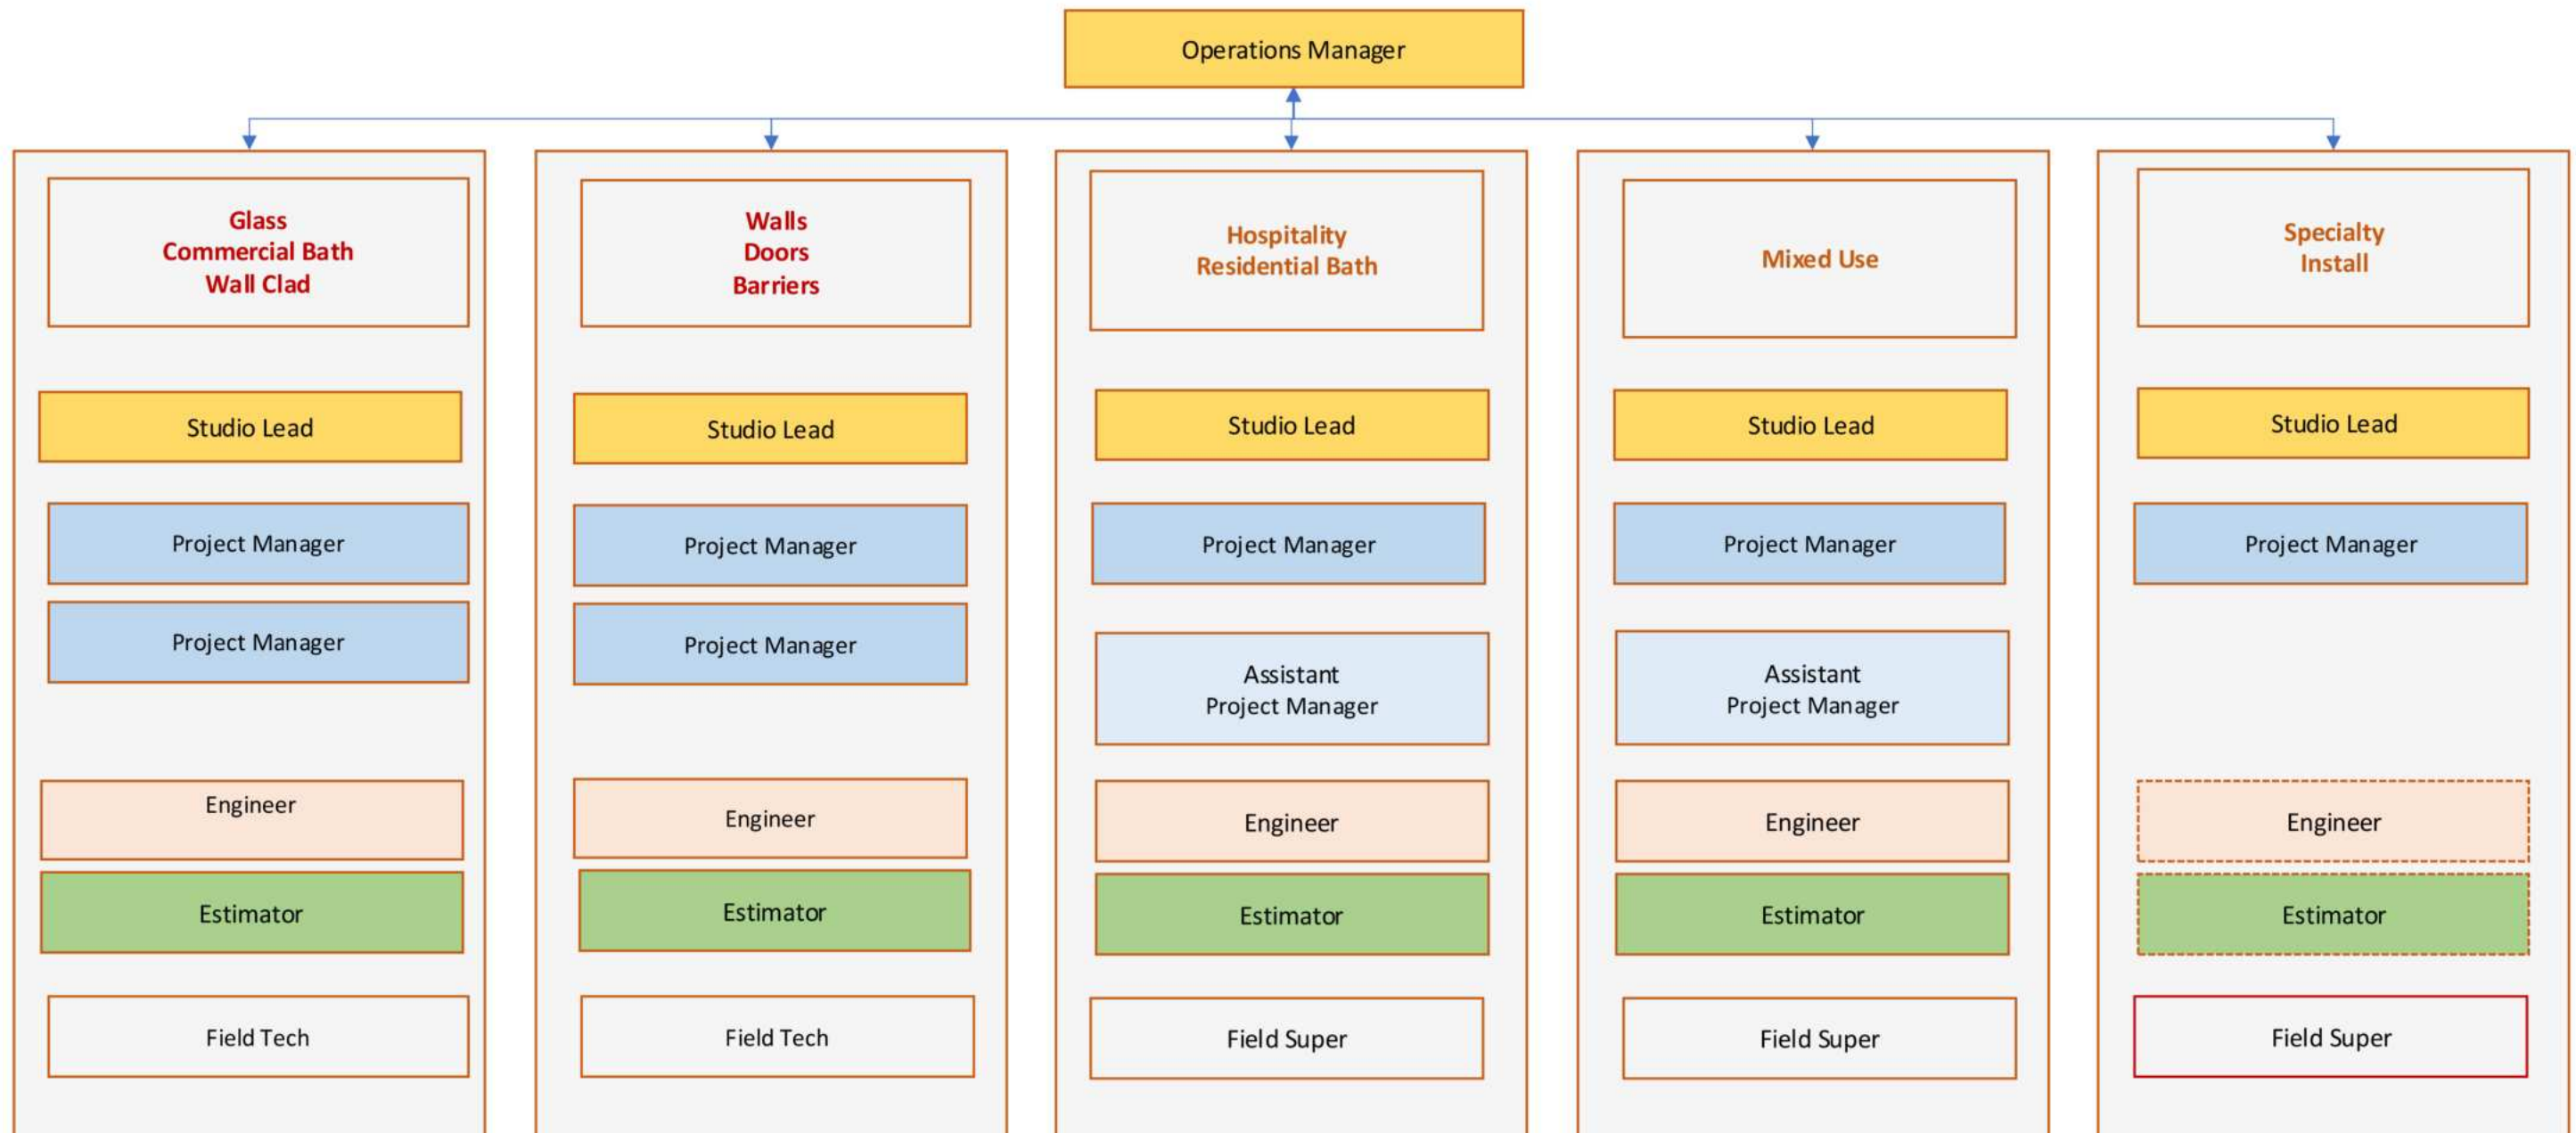 Operations Manager
Glass
Commercial Bath
Wall Clad
Studio Lead
Project Manager
Project Manager
Engineer
Estimator
Field Tech
Walls
Doors
Barriers
Studio Lead
Project Manager
Project Manager
Engineer
Estimator
Field Tech
Hospitality
Residential Bath
Studio Lead
Project Manager
Assistant
Project Manager
Engineer
Estimator
Field Super
Mixed Use
Studio Lead
Project Manager
Assistant
Project Manager
Engineer
Estimator
Field Super
Specialty
Install
Studio Lead
Project Manager
Engineer
Estimator
Field Super